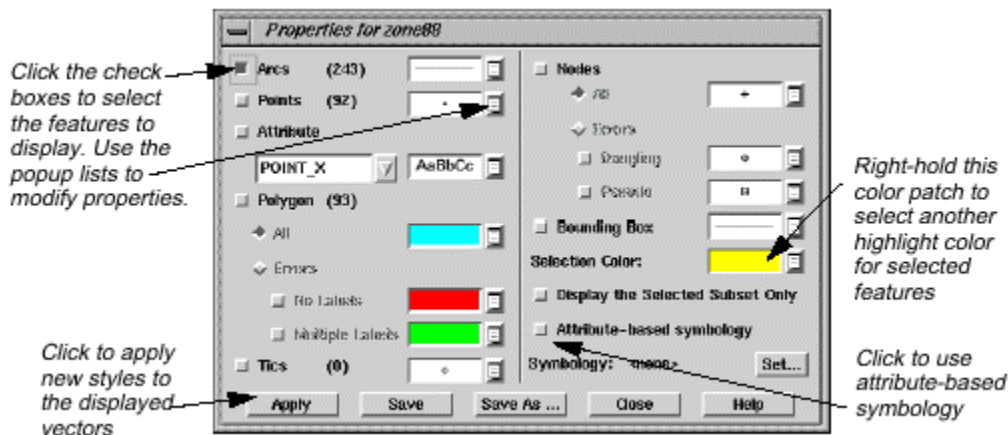 Properties for zone88
Click the check
boxes to select
the features to
display. Use the
popup lists to
modify properties.
Arcs (243)
Points (92)
Attribute
POINT_X AaBbCc
Polygon (93)
All
Errors
No Labels
Multiple Labels
Tics (0)
Click to apply
new styles to
the displayed
vectors
Nodes
All
Errors
Dangling
Pseudo
Bounding Box
Selection Color:
Display the Selected Subset Only
Attribute-based symbology
Symbology: <none> Set...
Right-hold this
color patch to
select another
highlight color
for selected
features
Click to use
attribute-based
symbology
Apply Save Save As ... Close Help